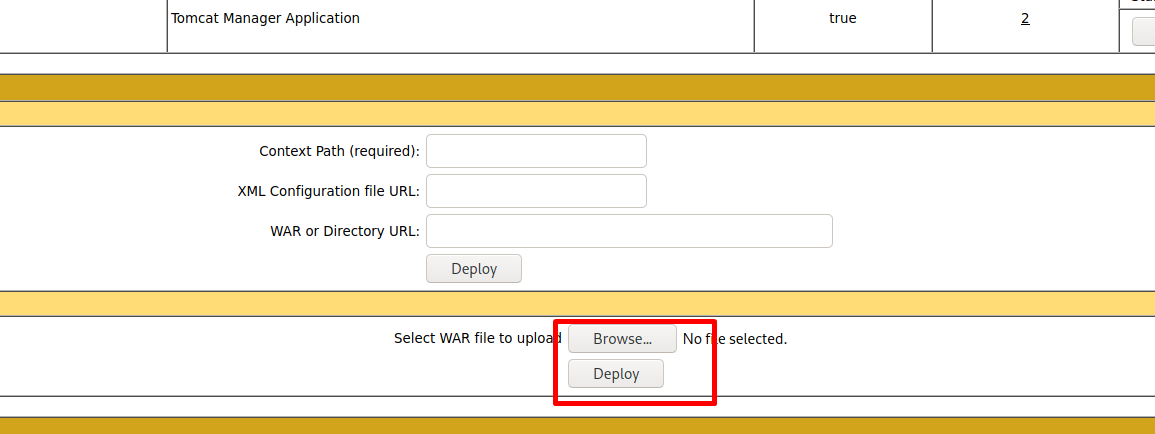 Tomcat Manager Application true 2
Context Path (required):
XML Configuration file URL:
WAR or Directory URL:
Deploy
Select WAR file to upload Browse... No file selected.
Deploy